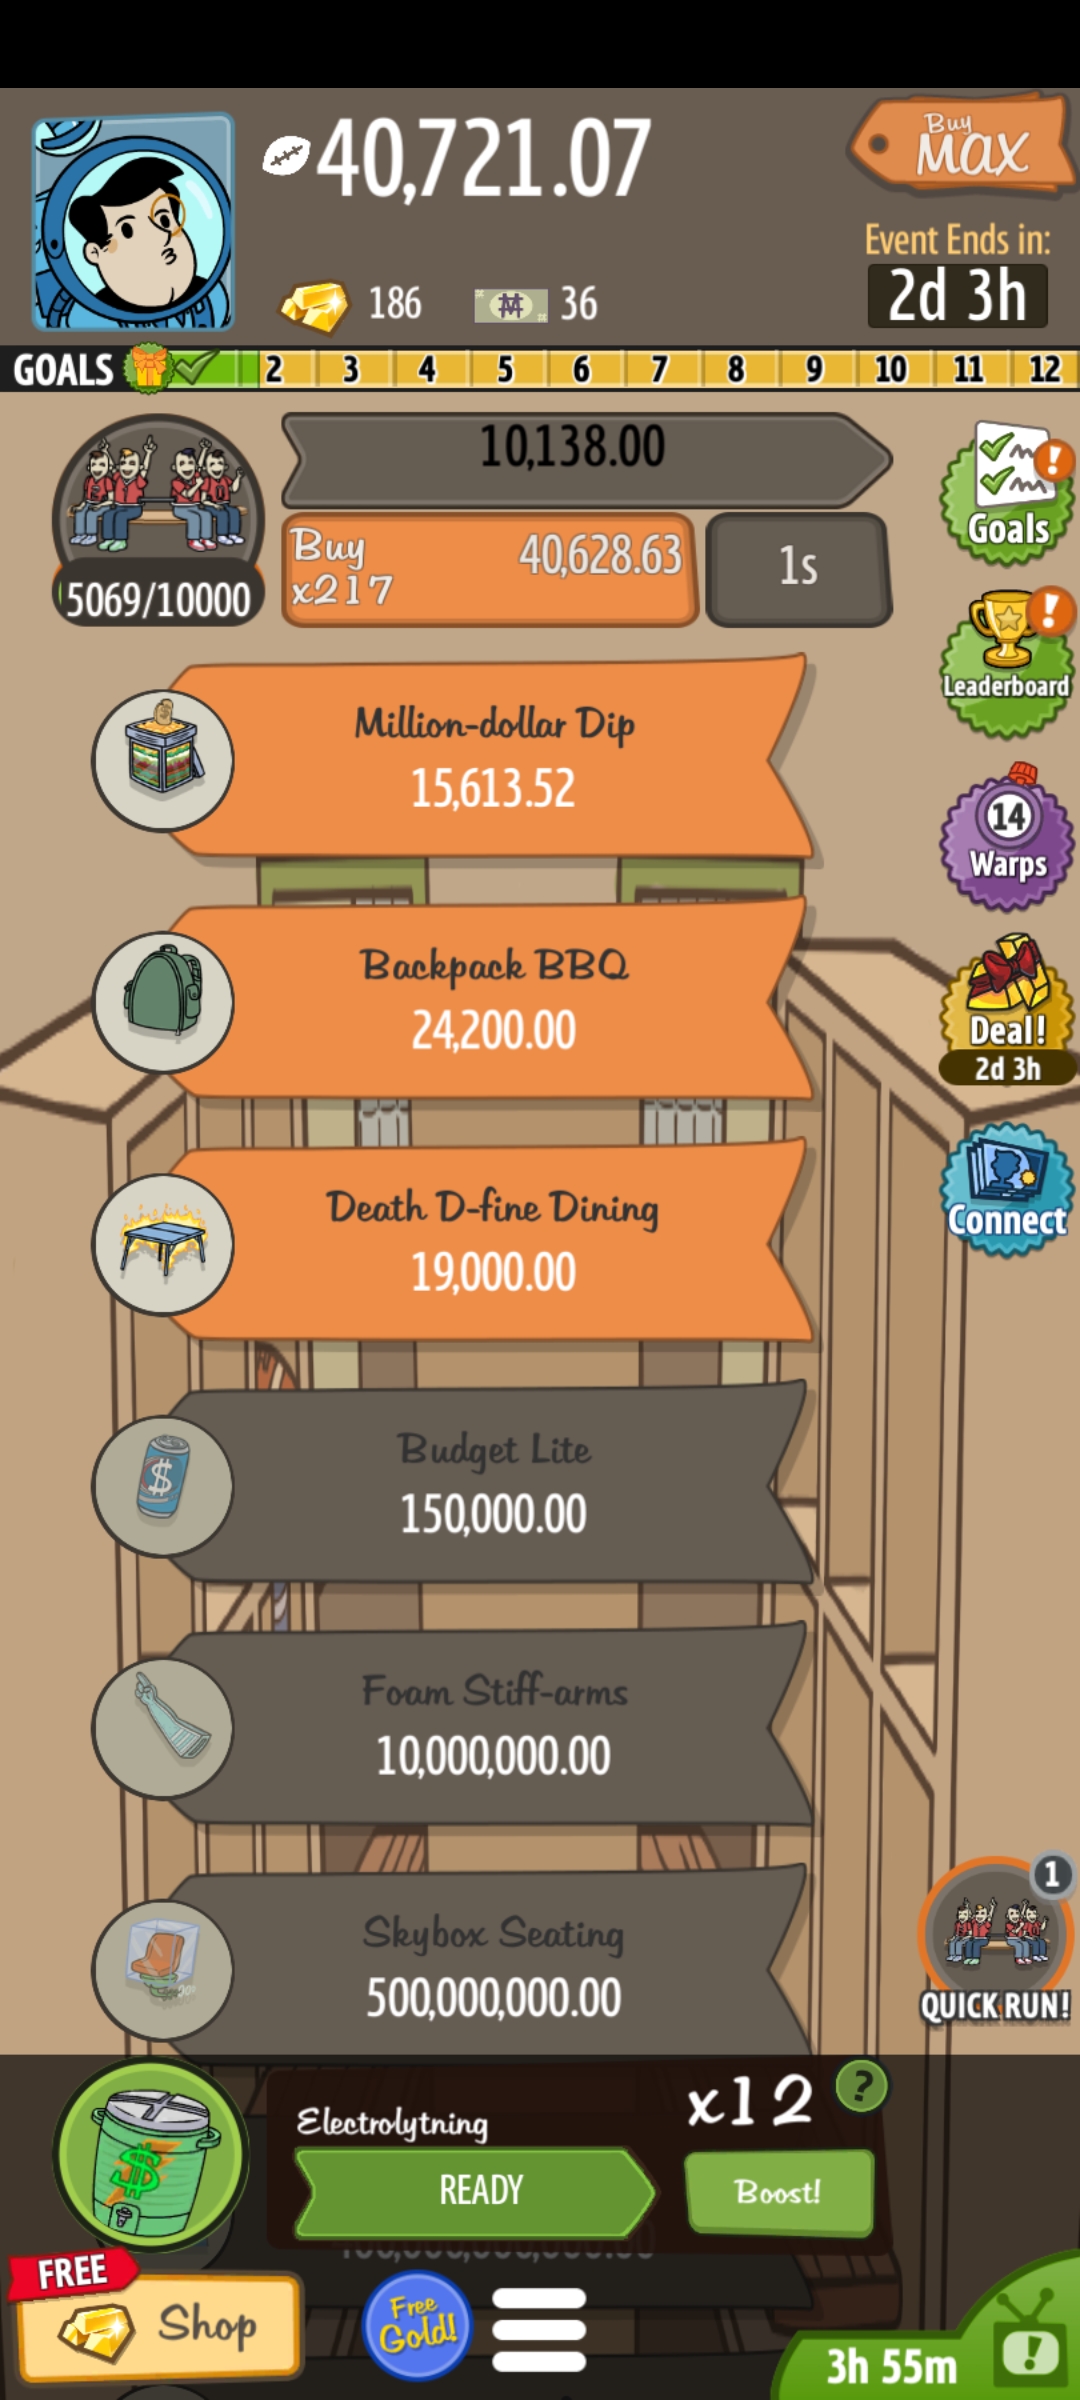 40,721.07
Buy
MAX
Event Ends in:
2d 3h
186
36
GOALS 2 3 4 5 6 7 8 9 10 11 12
10,138.00
Buy
x217
40,628.63
1s
5069/10000
Goals
Leaderboard
Million-dollar Dip
15,613.52
14
Warps
Backpack BBQ
24,200.00
Deal!
2d 3h
Death D-fine Dining
19,000.00
Connect
Budget Lite
150,000.00
Foam Stiff-arms
10,000,000.00
Skybox Seating
500,000,000.00
1
QUICK RUN!
Electrolytning
x12
?
READY
Boost!
FREE
Shop
Free
Gold!
3h 55m